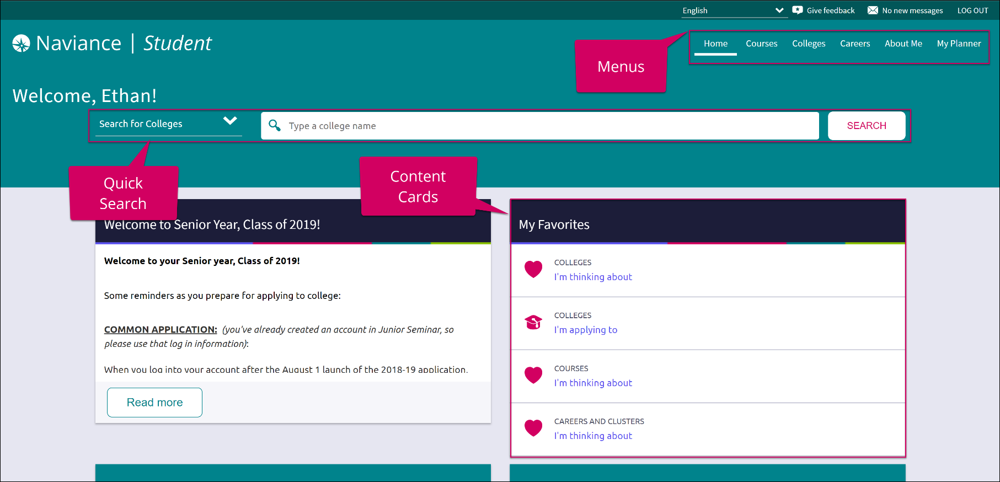 English
Give feedback
No new messages
LOG OUT
Naviance | Student
Menus
Home
Courses
Colleges
Careers
About Me
My Planner
Welcome, Ethan!
Search for Colleges
Type a college name
SEARCH
Quick
Search
Content
Cards
Welcome to Senior Year, Class of 2019!
Welcome to your Senior year, Class of 2019!
Some reminders as you prepare for applying to college:
COMMON APPLICATION: (you've already created an account in Junior Seminar, so
please use that log in information):
When you log into your account after the August 1 launch of the 2018-19 application,
Read more
My Favorites
COLLEGES
I'm thinking about
COLLEGES
I'm applying to
COURSES
I'm thinking about
CAREERS AND CLUSTERS
I'm thinking about